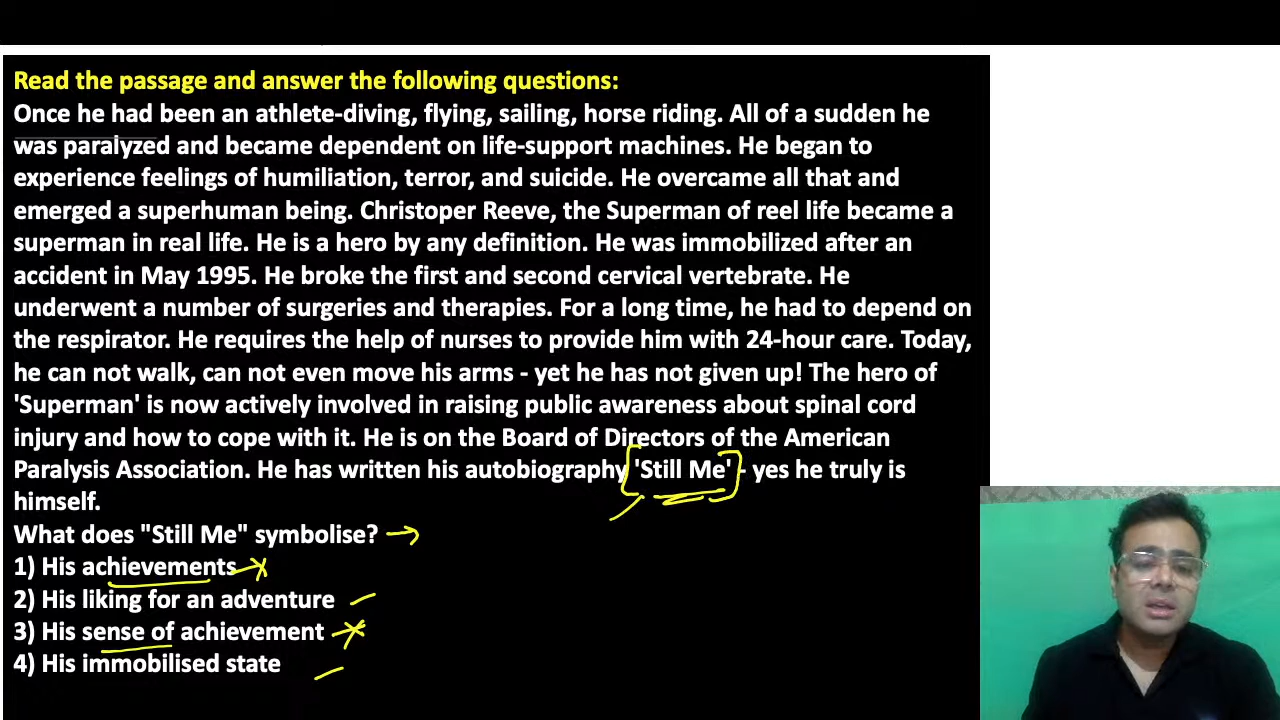 Read the passage and answer the following questions:
Once he had been an athlete-diving, flying, sailing, horse riding. All of a sudden he
was paralyzed and became dependent on life-support machines. He began to
experience feelings of humiliation, terror, and suicide. He overcame all that and
emerged a superhuman being. Christoper Reeve, the Superman of reel life became a
superman in real life. He is a hero by any definition. He was immobilized after an
accident in May 1995. He broke the first and second cervical vertebrate. He
underwent a number of surgeries and therapies. For a long time, he had to depend on
the respirator. He requires the help of nurses to provide him with 24-hour care. Today,
he can not walk, can not even move his arms - yet he has not given up! The hero of
'Superman' is now actively involved in raising public awareness about spinal cord
injury and how to cope with it. He is on the Board of Directors of the American
Paralysis Association. He has written his autobiography 'Still Me' - yes he truly is
himself.
What does "Still Me" symbolise?
1) His achievements
2) His liking for an adventure
3) His sense of achievement
4) His immobilised state